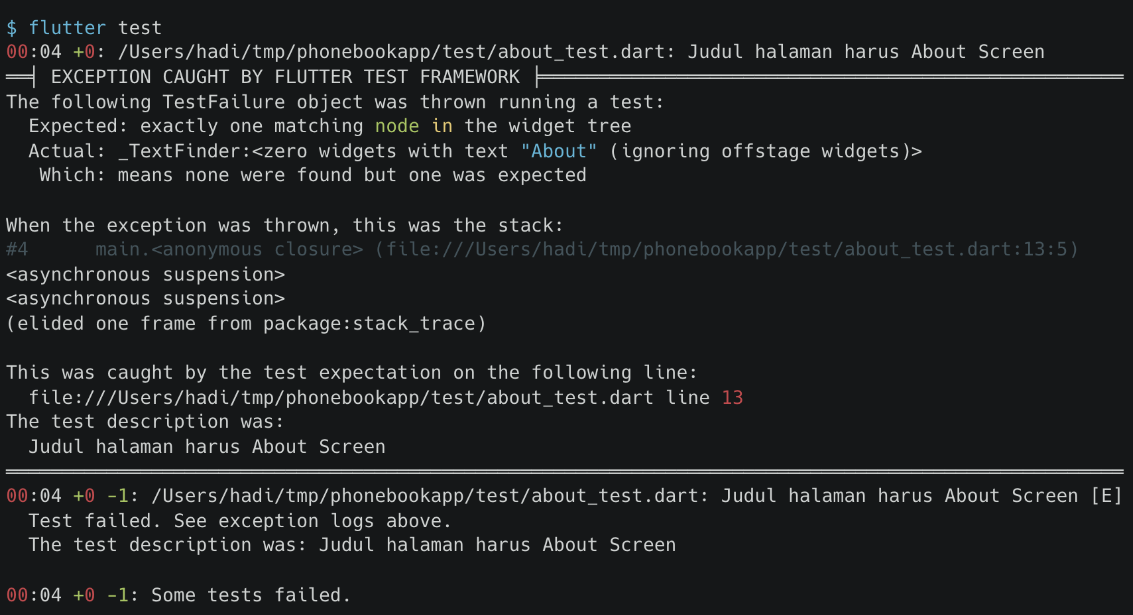 $ flutter test
00:04 +0: /Users/hadi/tmp/phonebookapp/test/about_test.dart: Judul halaman harus About Screen
══╡ EXCEPTION CAUGHT BY FLUTTER TEST FRAMEWORK ╞════════════════════════════════════════════════════
The following TestFailure object was thrown running a test:
  Expected: exactly one matching node in the widget tree
  Actual: _TextFinder:<zero widgets with text "About" (ignoring offstage widgets)>
   Which: means none were found but one was expected

When the exception was thrown, this was the stack:
#4      main.<anonymous closure> (file:///Users/hadi/tmp/phonebookapp/test/about_test.dart:13:5)
<asynchronous suspension>
<asynchronous suspension>
(elided one frame from package:stack_trace)

This was caught by the test expectation on the following line:
  file:///Users/hadi/tmp/phonebookapp/test/about_test.dart line 13
The test description was:
  Judul halaman harus About Screen
════════════════════════════════════════════════════════════════════════════════════════════════════
00:04 +0 -1: /Users/hadi/tmp/phonebookapp/test/about_test.dart: Judul halaman harus About Screen [E]
  Test failed. See exception logs above.
  The test description was: Judul halaman harus About Screen

00:04 +0 -1: Some tests failed.